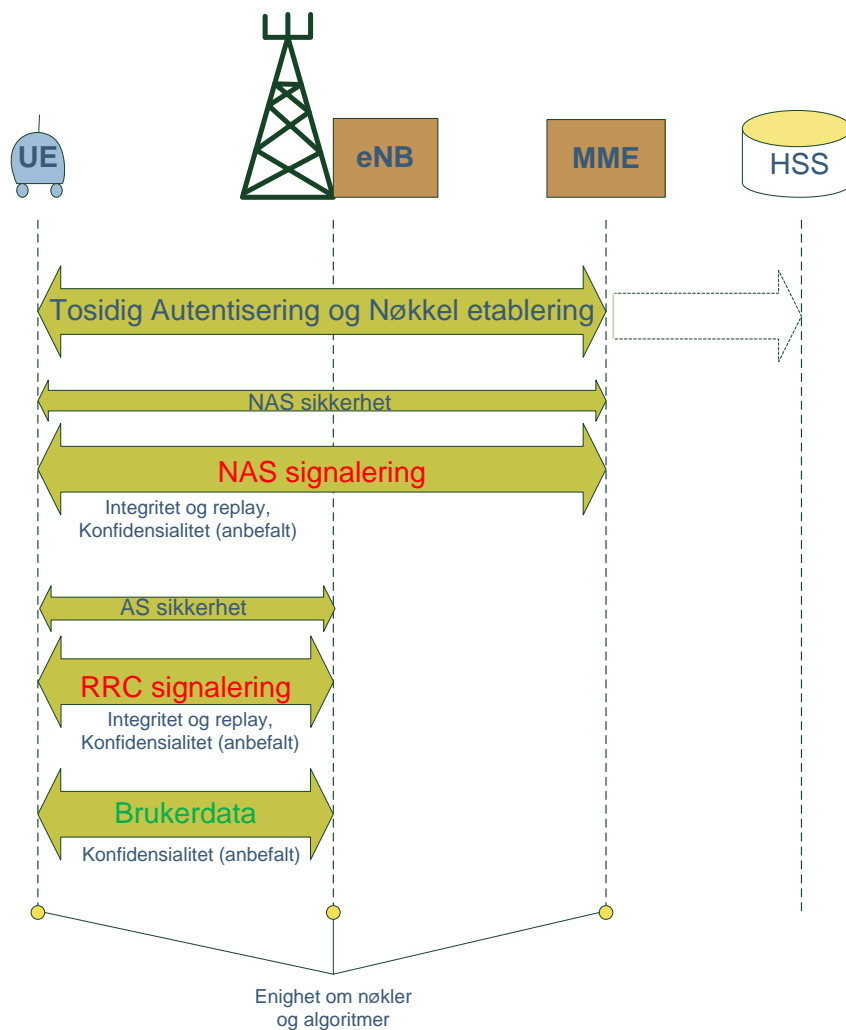 UE
eNB
MME
HSS
Tosidig Autentisering og Nøkkel etablering
NAS sikkerhet
NAS signalering
Integritet og replay,
Konfidensialitet (anbefalt)
AS sikkerhet
RRC signalering
Integritet og replay,
Konfidensialitet (anbefalt)
Brukerdata
Konfidensialitet (anbefalt)
Enighet om nøkler
og algoritmer